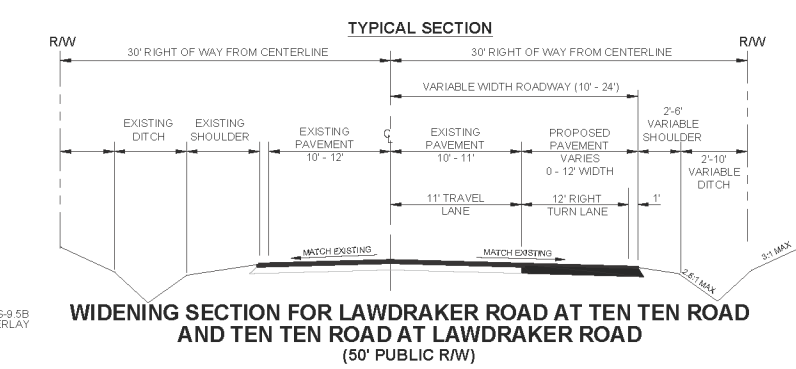 TYPICAL SECTION
R/W
R/W
30' RIGHT OF WAY FROM CENTERLINE
30' RIGHT OF WAY FROM CENTERLINE
VARIABLE WIDTH ROADWAY (10' - 24')
EXISTING
DITCH
EXISTING
SHOULDER
EXISTING
PAVEMENT
10' - 12'
CL
EXISTING
PAVEMENT
10' - 11'
PROPOSED
PAVEMENT
VARIES
0 - 12' WIDTH
2'-6'
VARIABLE
SHOULDER
2'-10'
VARIABLE
DITCH
11' TRAVEL
LANE
12' RIGHT
TURN LANE
1'
MATCH EXISTING
MATCH EXISTING
2.5:1 MAX
3:1 MAX
S-9.5B
ERLAY
WIDENING SECTION FOR LAWDRAKER ROAD AT TEN TEN ROAD
AND TEN TEN ROAD AT LAWDRAKER ROAD
(50' PUBLIC R/W)